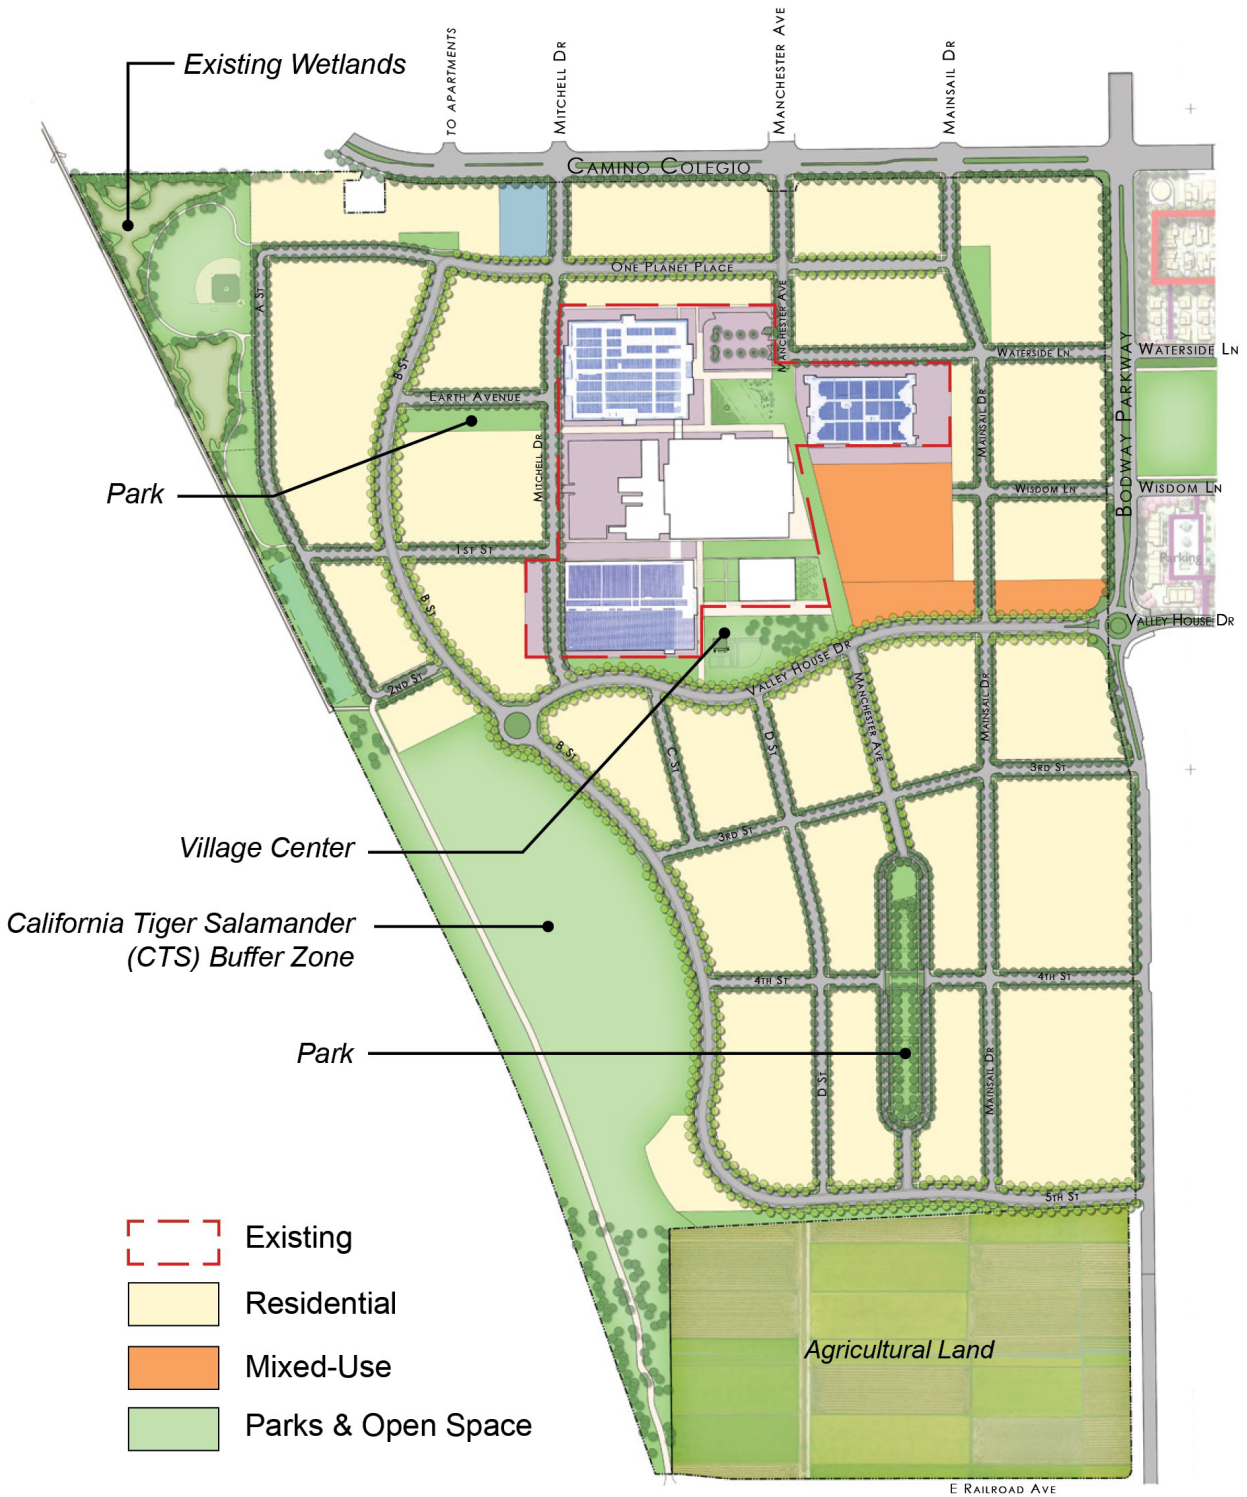 Existing Wetlands
TO APARTMENTS
MITCHELL DR
MANCHESTER AVE
MAINSAIL DR
CAMINO COLEGIO
ONE PLANET PLACE
A ST
B ST
MANCHESTER AVE
WATERSIDE LN
WATERSIDE LN
EARTH AVENUE
MITCHELL DR
MAINSAIL DR
BODWAY PARKWAY
Park
WISDOM LN
WISDOM LN
1ST ST
Parking
B ST
VALLEY HOUSE DR
VALLEY HOUSE DR
2ND ST
MANCHESTER AVE
MAINSAIL DR
B ST
C ST
D ST
3RD ST
3RD ST
Village Center
California Tiger Salamander
(CTS) Buffer Zone
4TH ST
4TH ST
Park
D ST
MAINSAIL DR
5TH ST
Existing
Residential
Mixed-Use
Parks & Open Space
Agricultural Land
E RAILROAD AVE